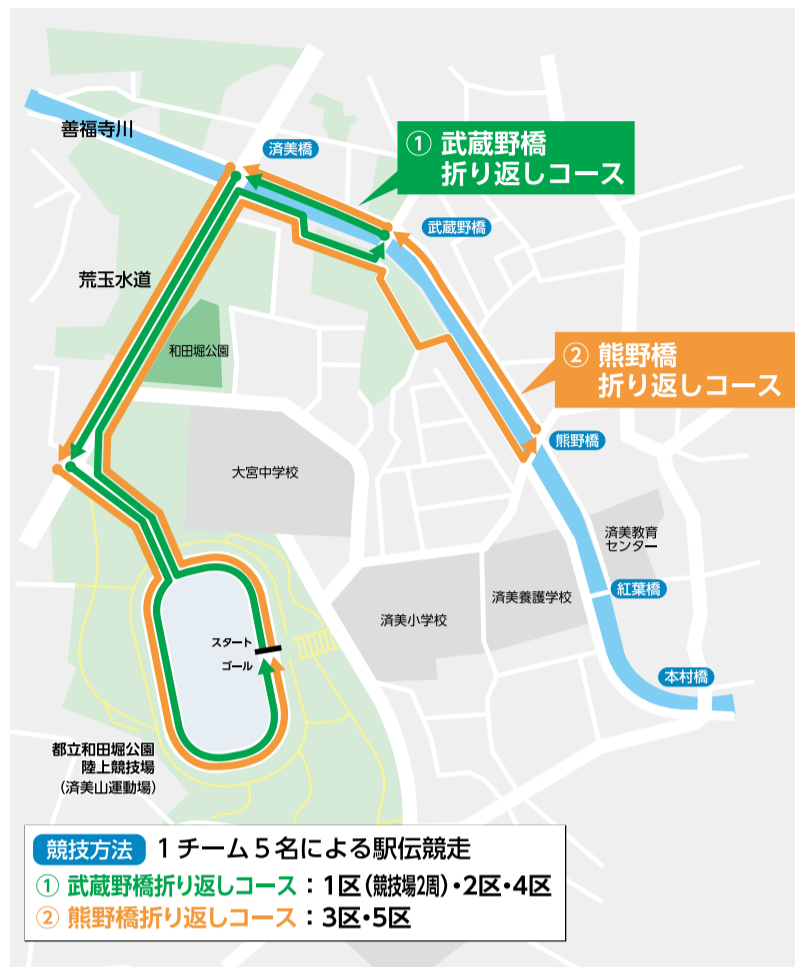 善福寺川
済美橋
① 武蔵野橋
折り返しコース
武蔵野橋
荒玉水道
和田堀公園
② 熊野橋
折り返しコース
熊野橋
大宮中学校
済美教育
センター
済美養護学校
紅葉橋
済美小学校
スタート
ゴール
本村橋
都立和田堀公園
陸上競技場
(済美山運動場)
競技方法 1チーム5名による駅伝競走
① 武蔵野橋折り返しコース：1区(競技場2周)・2区・4区
② 熊野橋折り返しコース：3区・5区